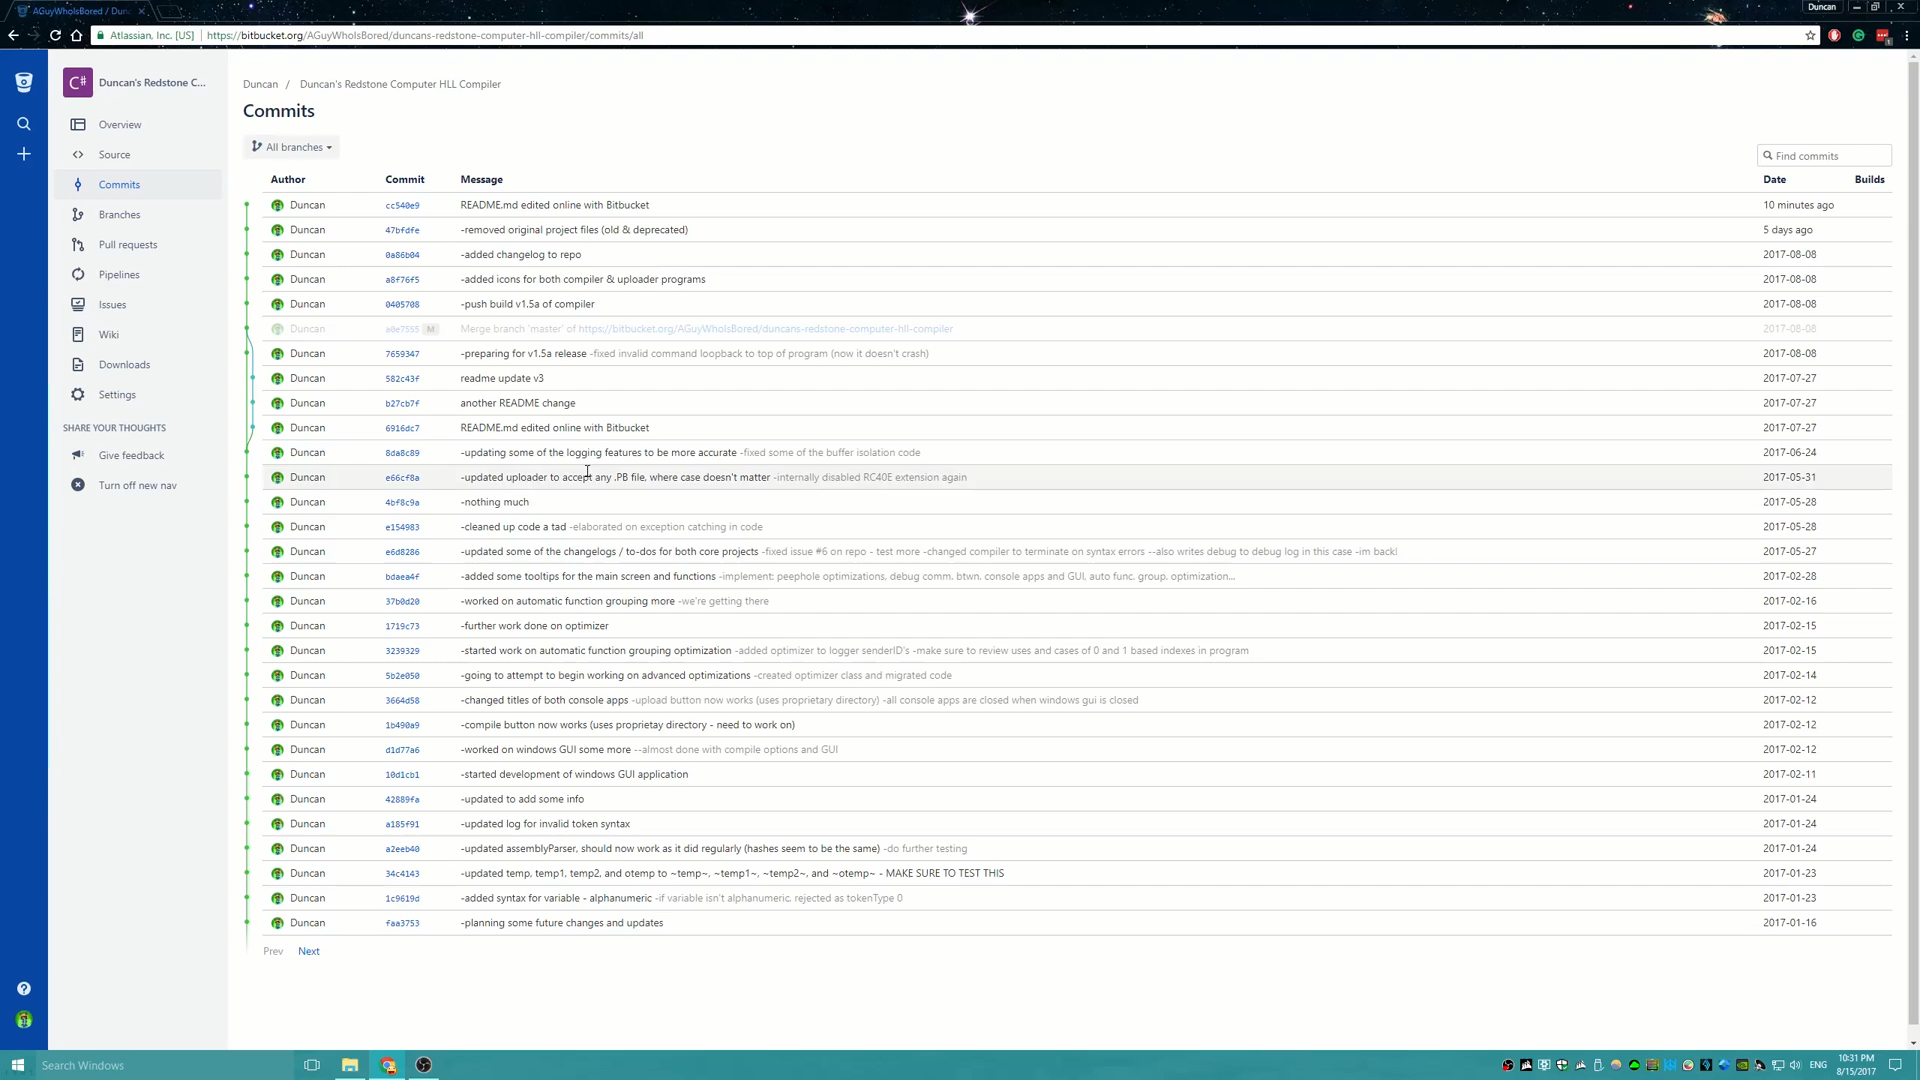 AGuyWhoIsBored / Dun
Duncan
Atlassian, Inc. [US]
https://bitbucket.org/AGuyWhoIsBored/duncans-redstone-computer-hll-compiler/commits/all
C#
Duncan's Redstone C...
Overview
Source
Commits
Branches
Pull requests
Pipelines
Issues
Wiki
Downloads
Settings
SHARE YOUR THOUGHTS
Give feedback
Turn off new nav
Duncan / Duncan's Redstone Computer HLL Compiler
Commits
All branches
Find commits
Author Commit Message Date Builds
Duncan cc540e9 README.md edited online with Bitbucket 10 minutes ago
Duncan 47bfdfe -removed original project files (old & deprecated) 5 days ago
Duncan 0a86b04 -added changelog to repo 2017-08-08
Duncan a8f76f5 -added icons for both compiler & uploader programs 2017-08-08
Duncan 0405708 -push build v1.5a of compiler 2017-08-08
Duncan a0e7555 M Merge branch 'master' of https://bitbucket.org/AGuyWhoIsBored/duncans-redstone-computer-hll-compiler 2017-08-08
Duncan 7659347 -preparing for v1.5a release -fixed invalid command loopback to top of program (now it doesn't crash) 2017-08-08
Duncan 582c43f readme update v3 2017-07-27
Duncan b27cb7f another README change 2017-07-27
Duncan 6916dc7 README.md edited online with Bitbucket 2017-07-27
Duncan 8da8c89 -updating some of the logging features to be more accurate -fixed some of the buffer isolation code 2017-06-24
Duncan e66cf8a -updated uploader to accept any .PB file, where case doesn't matter -internally disabled RC40E extension again 2017-05-31
Duncan 4bf8c9a -nothing much 2017-05-28
Duncan e154983 -cleaned up code a tad -elaborated on exception catching in code 2017-05-28
Duncan e6d8286 -updated some of the changelogs / to-dos for both core projects -fixed issue #6 on repo - test more -changed compiler to terminate on syntax errors --also writes debug to debug log in this case -im back! 2017-05-27
Duncan bdaea4f -added some tooltips for the main screen and functions -implement: peephole optimizations, debug comm. btwn. console apps and GUI, auto func. group. optimization... 2017-02-28
Duncan 37b0d20 -worked on automatic function grouping more -we're getting there 2017-02-16
Duncan 1719c73 -further work done on optimizer 2017-02-15
Duncan 3239329 -started work on automatic function grouping optimization -added optimizer to logger senderID's -make sure to review uses and cases of 0 and 1 based indexes in program 2017-02-15
Duncan 5b2e050 -going to attempt to begin working on advanced optimizations -created optimizer class and migrated code 2017-02-14
Duncan 3664d58 -changed titles of both console apps -upload button now works (uses proprietary directory) -all console apps are closed when windows gui is closed 2017-02-12
Duncan 1b490a9 -compile button now works (uses proprietay directory - need to work on) 2017-02-12
Duncan d1d77a6 -worked on windows GUI some more --almost done with compile options and GUI 2017-02-12
Duncan 10d1cb1 -started development of windows GUI application 2017-02-11
Duncan 42889fa -updated to add some info 2017-01-24
Duncan a185f91 -updated log for invalid token syntax 2017-01-24
Duncan a2eeb40 -updated assemblyParser, should now work as it did regularly (hashes seem to be the same) -do further testing 2017-01-24
Duncan 34c4143 -updated temp, temp1, temp2, and otemp to ~temp~, ~temp1~, ~temp2~, and ~otemp~ - MAKE SURE TO TEST THIS 2017-01-23
Duncan 1c9619d -added syntax for variable - alphanumeric -if variable isn't alphanumeric, rejected as tokenType 0 2017-01-23
Duncan faa3753 -planning some future changes and updates 2017-01-16
Prev Next
Search Windows
ENG
10:31 PM
8/15/2017